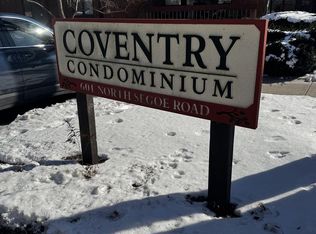 COVENTRY
CONDOMINIUM
601 NORTH SEGOE ROAD